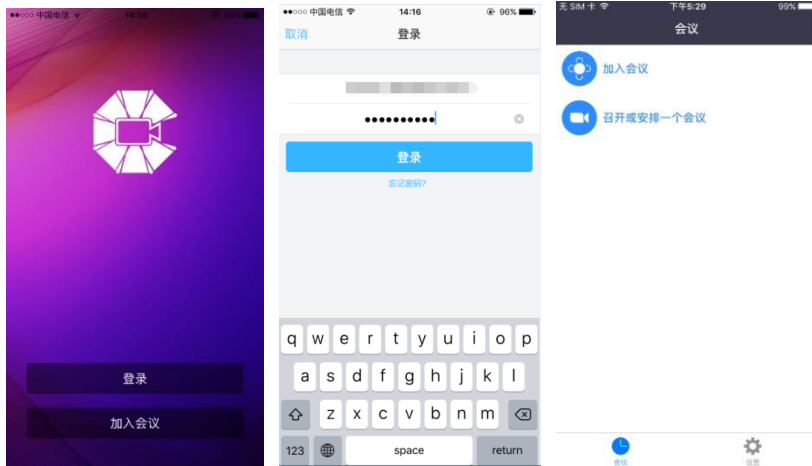 中国电信 14:14
登录
加入会议
中国电信 14:16 96%
取消 登录
登录
忘记密码?
q w e r t y u i o p
a s d f g h j k l
z x c v b n m
123 space return
无 SIM 卡 下午5:29 99%
会议
加入会议
召开或安排一个会议
会议 设置